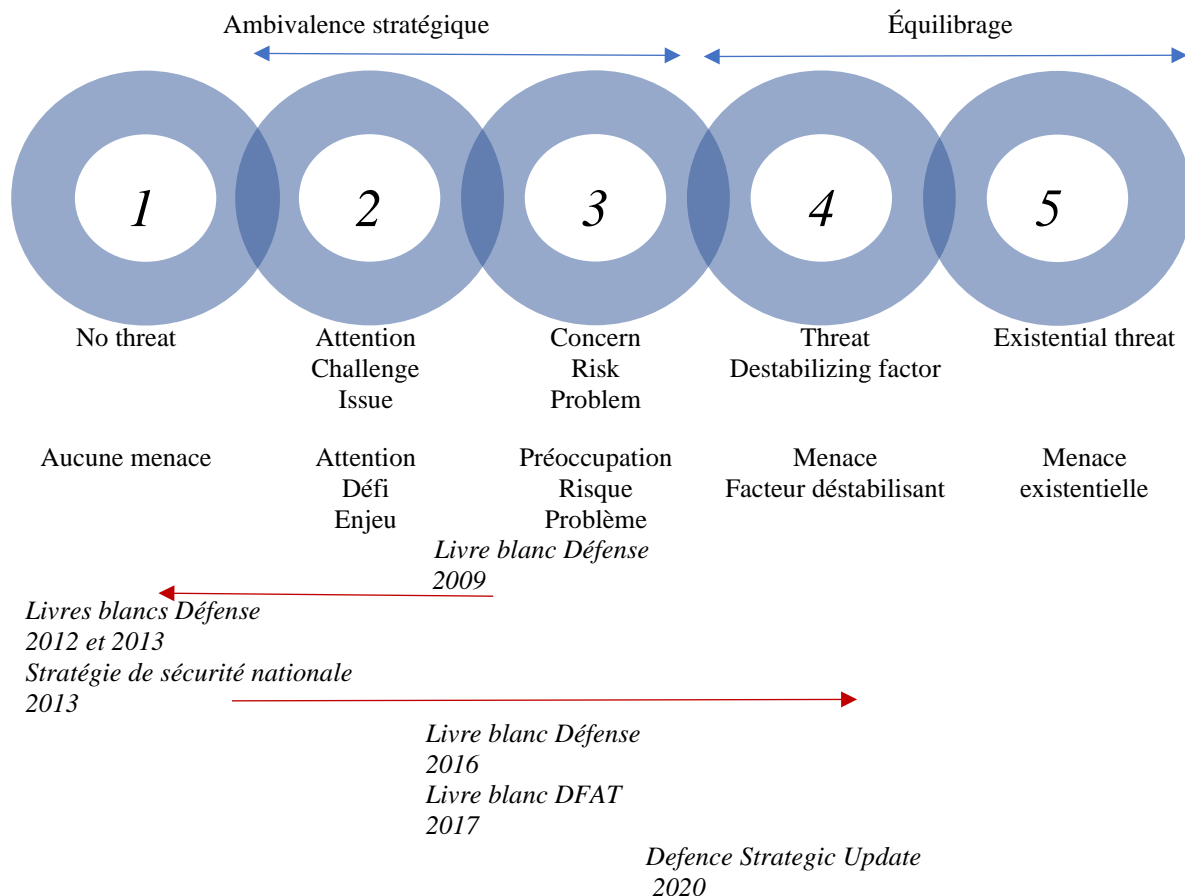 Ambivalence stratégique
Équilibrage
1
2
3
4
5
No threat
Attention
Challenge
Issue
Concern
Risk
Problem
Threat
Destabilizing factor
Existential threat
Aucune menace
Attention
Défi
Enjeu
Préoccupation
Risque
Problème
Menace
Facteur déstabilisant
Menace
existentielle
Livre blanc Défense
2009
Livres blancs Défense
2012 et 2013
Stratégie de sécurité nationale
2013
Livre blanc Défense
2016
Livre blanc DFAT
2017
Defence Strategic Update
2020